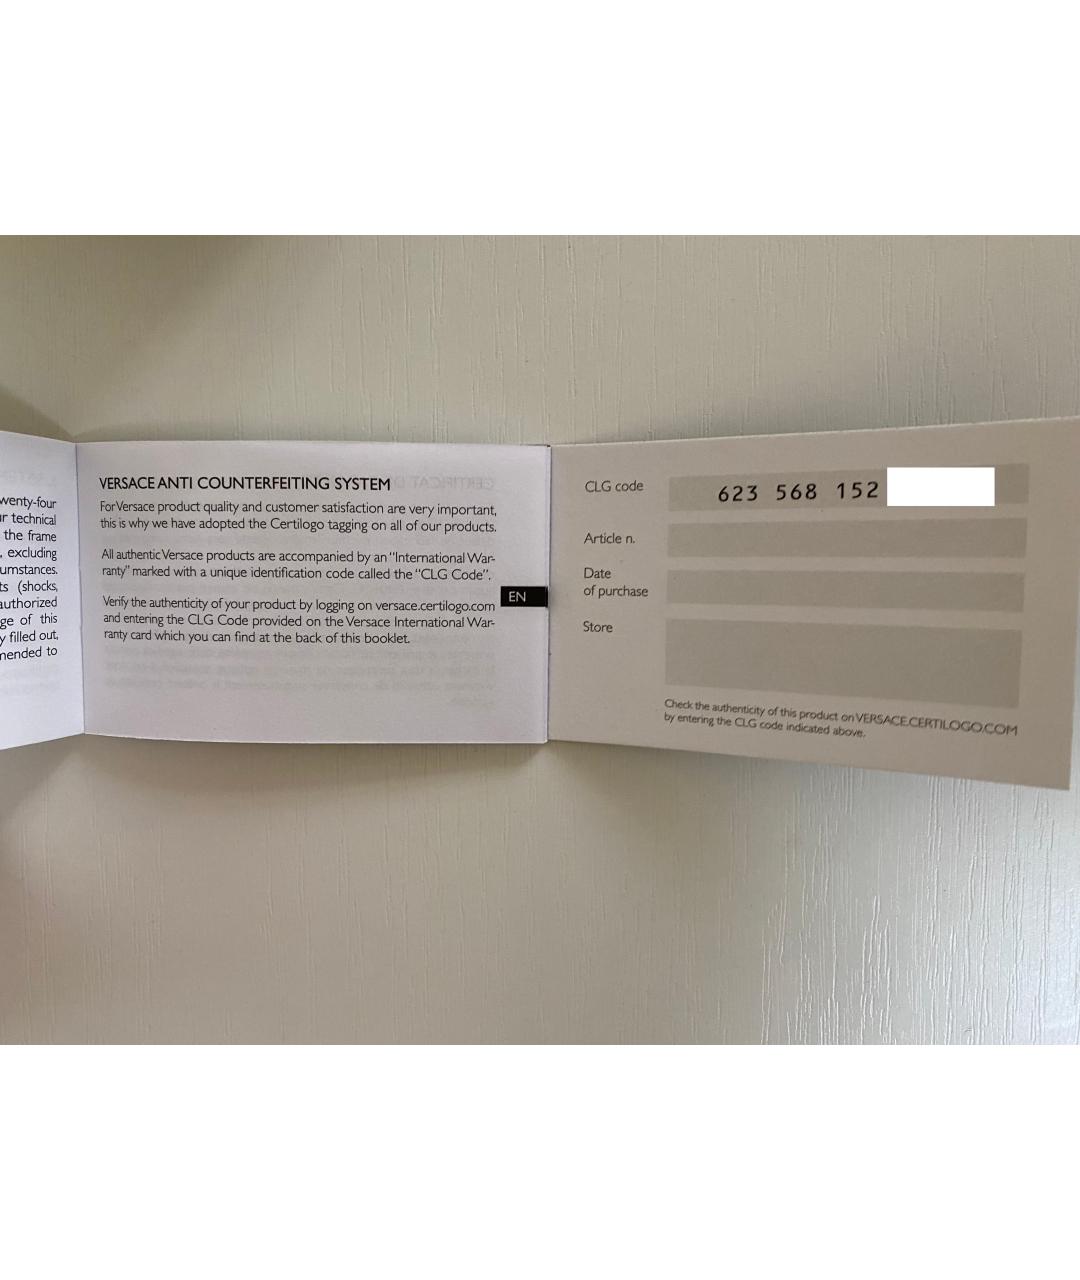 wenty-four
r technical
the frame
, excluding
umstances.
ts (shocks,
authorized
ge of this
y filled out,
mended to
VERSACE ANTI COUNTERFEITING SYSTEM
For Versace product quality and customer satisfaction are very important,
this is why we have adopted the Certilogo tagging on all of our products.
All authentic Versace products are accompanied by an "International War-
ranty" marked with a unique identification code called the "CLG Code".
Verify the authenticity of your product by logging on versace.certilogo.com
and entering the CLG Code provided on the Versace International War-
ranty card which you can find at the back of this booklet.
EN
CLG code
623 568 152
Article n.
Date
of purchase
Store
Check the authenticity of this product on VERSACE.CERTILOGO.COM
by entering the CLG code indicated above.